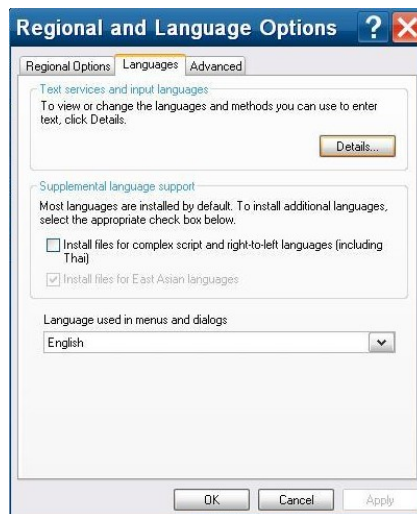 Regional and Language Options
Regional Options Languages Advanced
Text services and input languages
To view or change the languages and methods you can use to enter
text, click Details.
Details...
Supplemental language support
Most languages are installed by default. To install additional languages,
select the appropriate check box below.
Install files for complex script and right-to-left languages (including
Thai)
Install files for East Asian languages
Language used in menus and dialogs
English
OK Cancel Apply